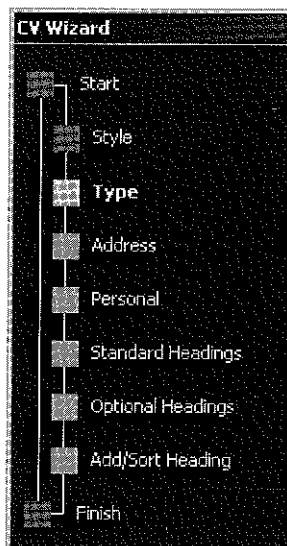 CV Wizard
Start
Style
Type
Address
Personal
Standard Headings
Optional Headings
Add/Sort Heading
Finish